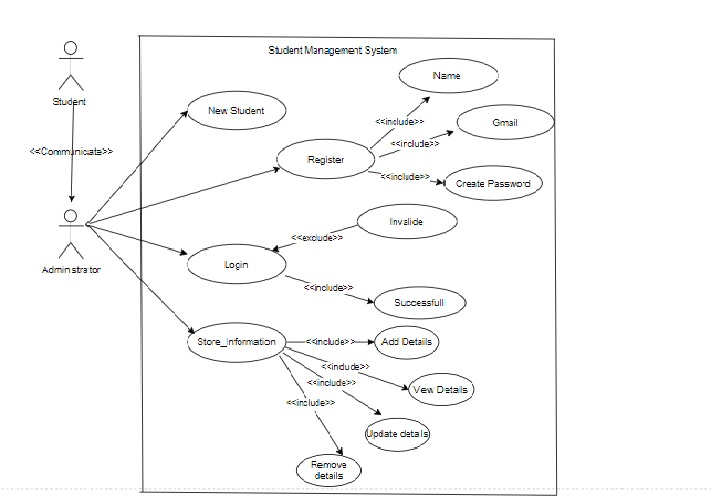 Student Management System
Name
Student
New Student
<<include>>
Gmail
<<include>>
<<Communicate>>
Register
<<include>>
Create Password
Invalide
<<exclude>>
Administrator
Login
<<include>>
Successfull
Store_Information
<<include>>
Add Details
<<include>>
<<include>>
View Details
<<include>>
Update details
Remove
details